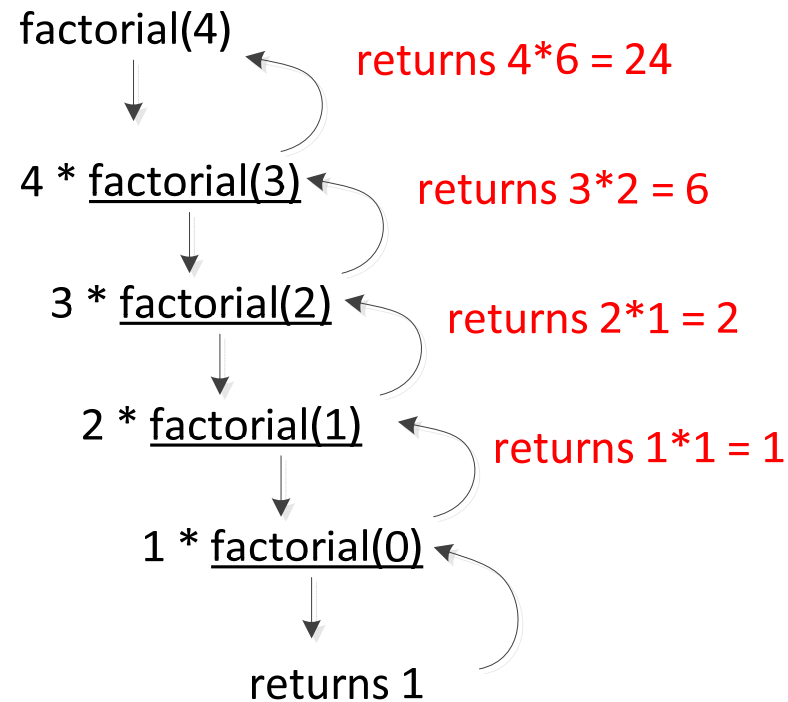 factorial(4)
returns 4*6 = 24
4 * factorial(3)
returns 3*2 = 6
3 * factorial(2)
returns 2*1 = 2
2 * factorial(1)
returns 1*1 = 1
1 * factorial(0)
returns 1